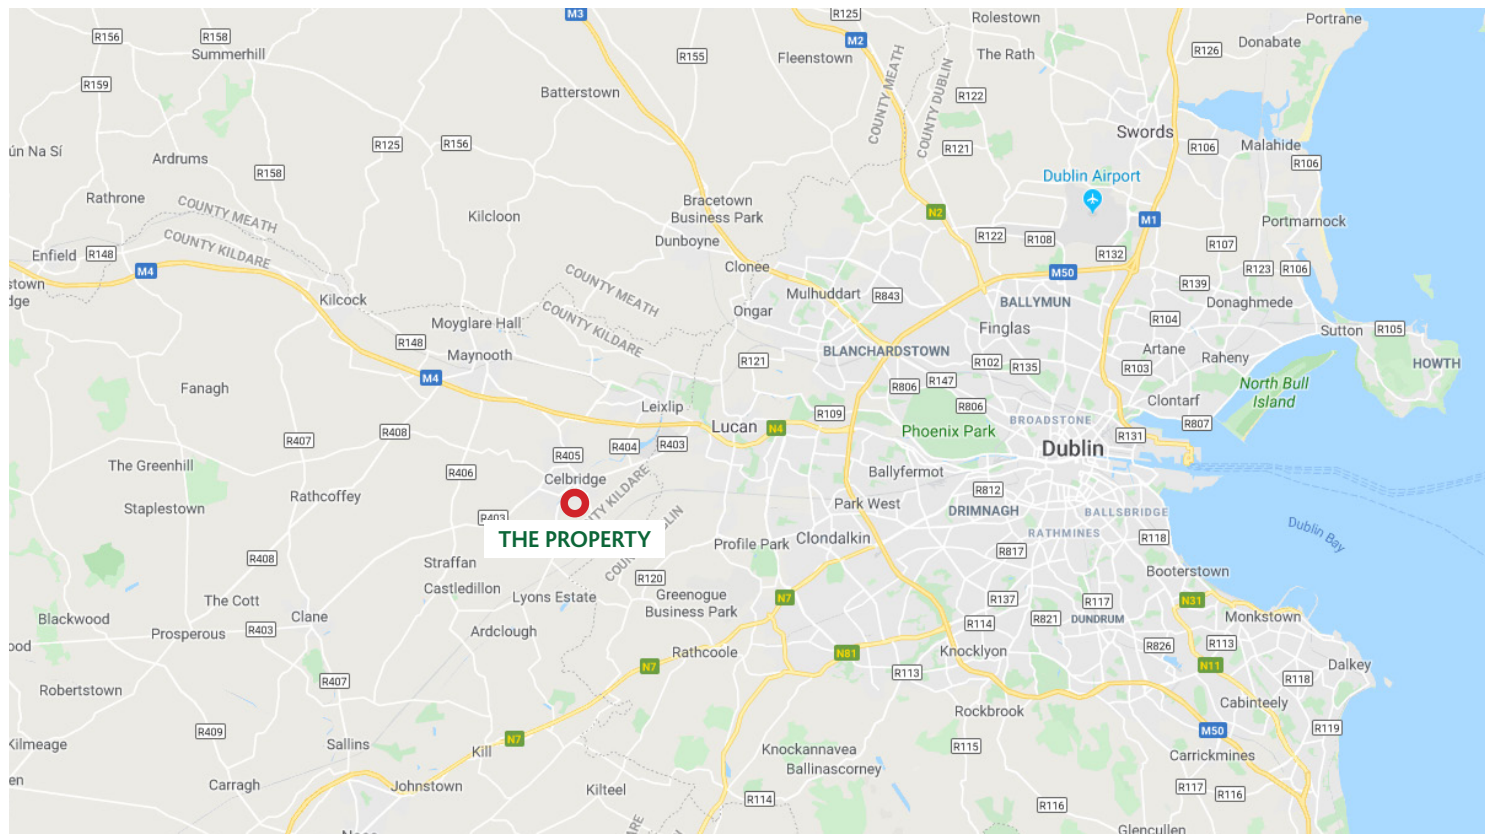 M3
R125
Rolestown
Portrane
R156
R158
Summerhill
R155
M2
Fleenstown
The Rath
R126
Donabate
R159
Batterstown
COUNTY MEATH
COUNTY DUBLIN
R122
Swords
R125
R156
R121
R106
Malahide
ún Na Sí
Ardrums
R158
R106
Dublin Airport
Rathrone
COUNTY MEATH
Kilcloon
Bracetown
Business Park
N2
M1
Portmarnock
COUNTY KILDARE
Dunboyne
R122
R108
R107
Enfield
R148
M4
Clonee
R132
M50
R123
R106
stown
dge
COUNTY MEATH
Kilcock
Mulhuddart
R843
R139
BALLYMUN
Donaghmede
Ongar
COUNTY KILDARE
Moyglare Hall
Finglas
R104
Sutton
R105
R148
Maynooth
BLANCHARDSTOWN
Artane
Raheny
R121
R102
R135
R103
HOWTH
M4
Fanagh
R806
R147
North Bull
Island
Clontarf
Leixlip
R109
R806
BROADSTONE
R807
Lucan
N4
Phoenix Park
R131
R407
R408
R404
R403
Dublin
R405
The Greenhill
R406
Celbridge
COUNTY KILDARE
Ballyfermot
Rathcoffey
R812
Staplestown
R403
Park West
DRIMNAGH
BALLSBRIDGE
Dublin Bay
RATHMINES
THE PROPERTY
Profile Park
Clondalkin
R118
R408
Straffan
R817
Booterstown
R120
Castledillon
Lyons Estate
Greenogue
Business Park
N7
The Cott
R137
R117
N31
Blackwood
Clane
R114
R821
DUNDRUM
Monkstown
Prosperous
R403
Ardclough
R826
R113
Rathcoole
N81
Knocklyon
N7
N11
Dalkey
R113
R118
Robertstown
R407
Rockbrook
Cabinteely
R409
N7
M50
R119
Kilmeage
Sallins
Kill
Knockannavea
R115
Carrickmines
Ballinascorney
en
Carragh
Johnstown
Kilteel
R117
R116
R114
R116
Glencullen